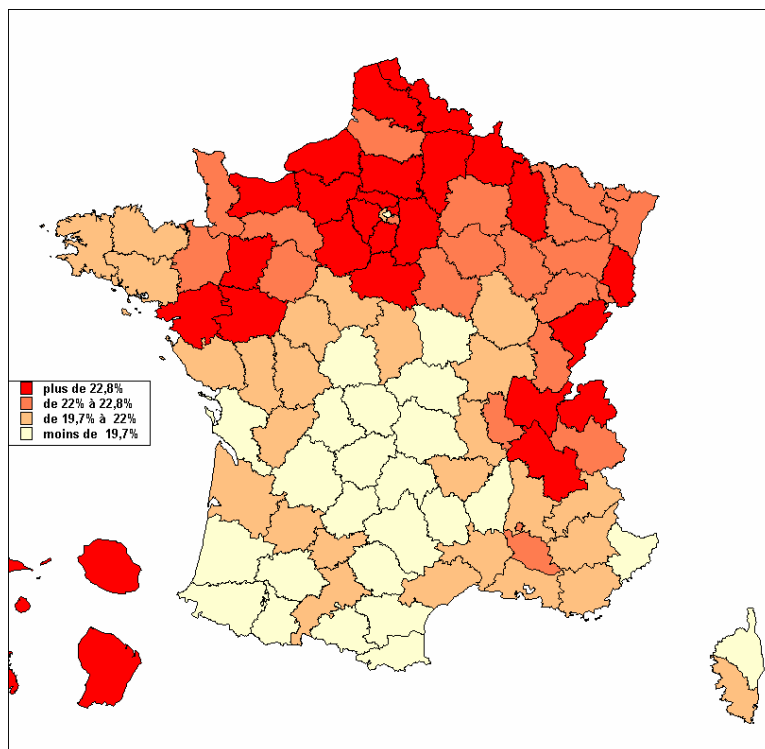 plus de 22,8%
de 22% à 22,8%
de 19,7% à 22%
moins de 19,7%